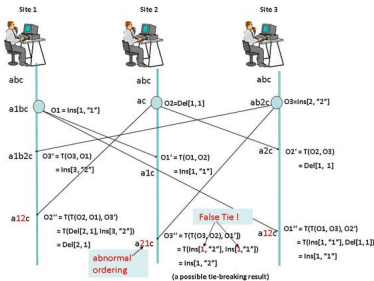 Site 1
Site 2
Site 3
abc
abc
abc
a1bc
O1 = Ins[1, "1"]
ac
O2=Del[1, 1]
ab2c
O3=Ins[2, "2"]
a1b2c
O3' = T(O3, O1)
= Ins[3, "2"]
O1' = T(O1, O2)
= Ins[1, "1"]
a1c
a2c
O2' = T(O2, O3)
= Del[1, 1]
a12c
O2'' = T(T(O2, O1), O3')
= T(Del[2, 1], Ins[3, "2"])
= Del[2, 1]
False Tie !
a21c
O3'' = T(T(O3, O2), O1')
= T(Ins[1, "2"], Ins[1,"1"])
= Ins[1, "2"]
(a possible tie-breaking result)
abnormal
ordering
a12c
O1'' = T(T(O1, O3), O2')
= T(Ins[1, "1"], Del[1, 1])
= Ins[1, "1"]